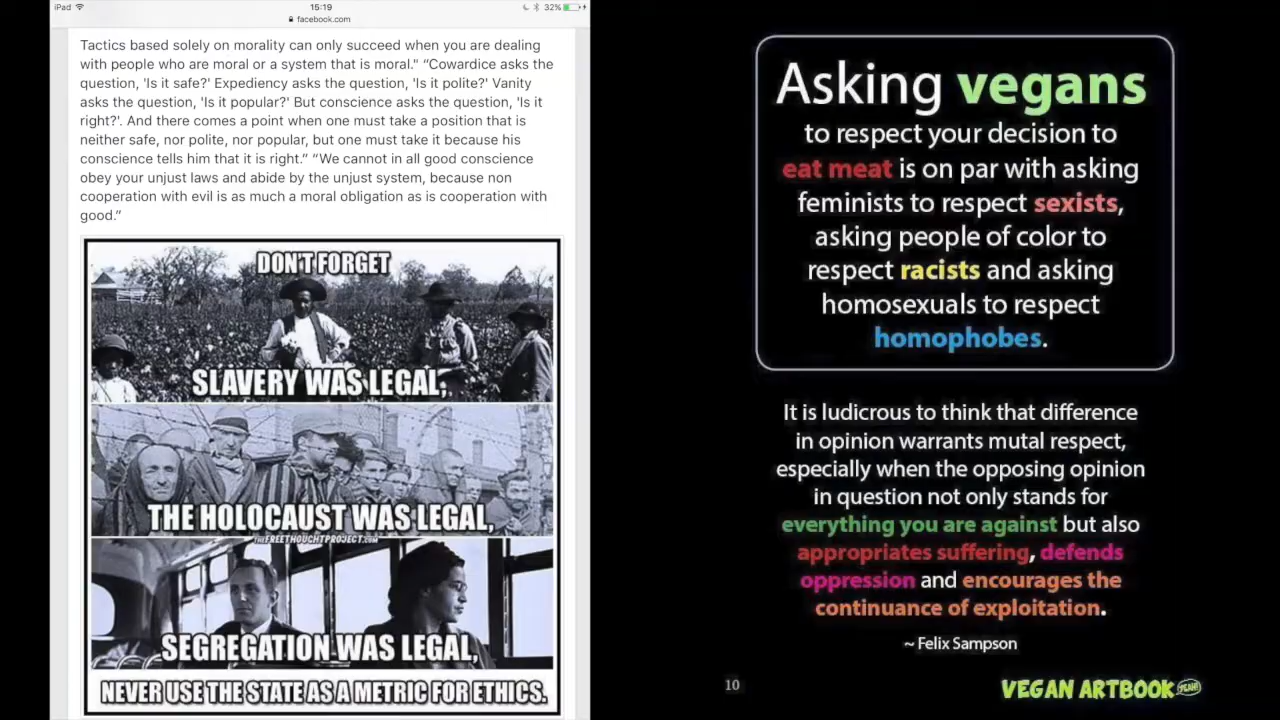 iPad
15:19
32%
facebook.com
Tactics based solely on morality can only succeed when you are dealing
with people who are moral or a system that is moral." “Cowardice asks the
question, 'Is it safe?' Expediency asks the question, 'Is it polite?' Vanity
asks the question, 'Is it popular?' But conscience asks the question, 'Is it
right?'. And there comes a point when one must take a position that is
neither safe, nor polite, nor popular, but one must take it because his
conscience tells him that it is right.” “We cannot in all good conscience
obey your unjust laws and abide by the unjust system, because non
cooperation with evil is as much a moral obligation as is cooperation with
good.”
DON'T FORGET
SLAVERY WAS LEGAL,
THE HOLOCAUST WAS LEGAL,
THEFREETHOUGHTPROJECT.COM
SEGREGATION WAS LEGAL,
NEVER USE THE STATE AS A METRIC FOR ETHICS.
Asking vegans
to respect your decision to
eat meat is on par with asking
feminists to respect sexists,
asking people of color to
respect racists and asking
homosexuals to respect
homophobes.
It is ludicrous to think that difference
in opinion warrants mutal respect,
especially when the opposing opinion
in question not only stands for
everything you are against but also
appropriates suffering, defends
oppression and encourages the
continuance of exploitation.
~ Felix Sampson
10
VEGAN ARTBOOK YEAH!